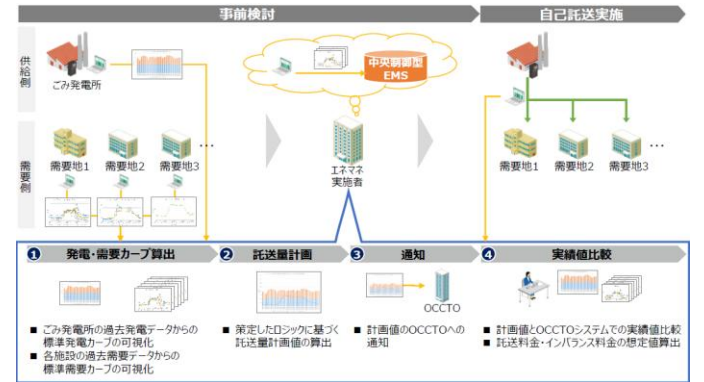 事前検討
自己託送実施
供給側
ごみ発電所
中央制御型
EMS
需要側
需要地1
需要地2
需要地3
…
エネマネ
実施者
需要地1
需要地2
需要地3
…
1 発電・需要カーブ算出
2 託送量計画
3 通知
4 実績値比較
OCCTO
■ ごみ発電所の過去発電データからの
標準発電カーブの可視化
■ 各施設の過去需要データからの
標準需要カーブの可視化
■ 策定したロジックに基づく
託送量計画値の算出
■ 計画値のOCCTOへの
通知
■ 計画値とOCCTOシステムでの実績値比較
■ 託送料金・インバランス料金の想定値算出